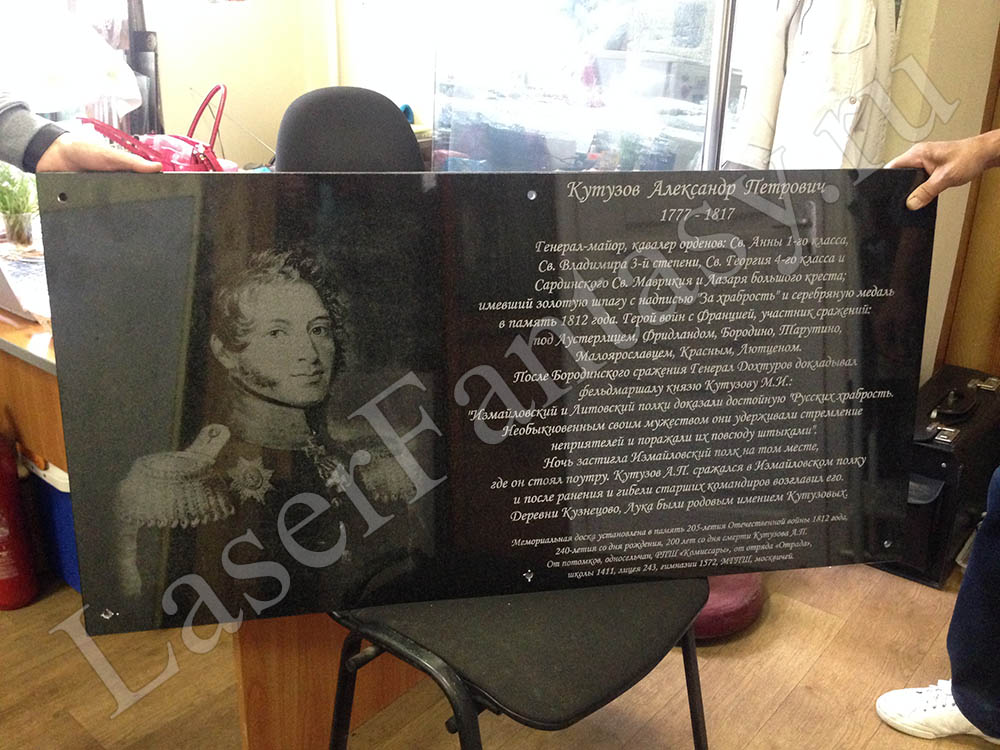 Кутузов Александр Петрович
1777 - 1817
Генерал-майор, кавалер орденов: Св. Анны 1-го класса,
Св. Владимира 3-й степени, Св. Георгия 4-го класса и
Сардинского Св. Маврикия и Лазаря большого креста;
имевший золотую шпагу с надписью "За храбрость" и серебряную медаль
в память 1812 года. Герой войн с Францией, участник сражений:
под Аустерлицем, Фридландом, Бородино, Тарутино,
Малоярославцем, Красным, Лютценом.
После Бородинского сражения Генерал Дохтуров докладывал
фельдмаршалу князю Кутузову М.И.:
"Измайловский и Литовский полки доказали достойную Русских храбрость.
Необыкновенным своим мужеством они удерживали стремление
неприятелей и поражали их повсюду штыками".
Ночь застигла Измайловский полк на том месте,
где он стоял поутру. Кутузов А.П. сражался в Измайловском полку
и после ранения и гибели старших командиров возглавил его.
Деревни Кузнецово, Лука были родовым имением Кутузовых.
Мемориальная доска установлена в память 205-летия Отечественной войны 1812 года,
240-летия со дня рождения, 200 лет со дня смерти Кутузова А.П.
От потомков, односельчан, РПШ «Комиссары», от отряда «Отрада»,
школы 1411, лицея 243, гимназии 1572, МГППШ, москвичей.
LaserFantasy.ru